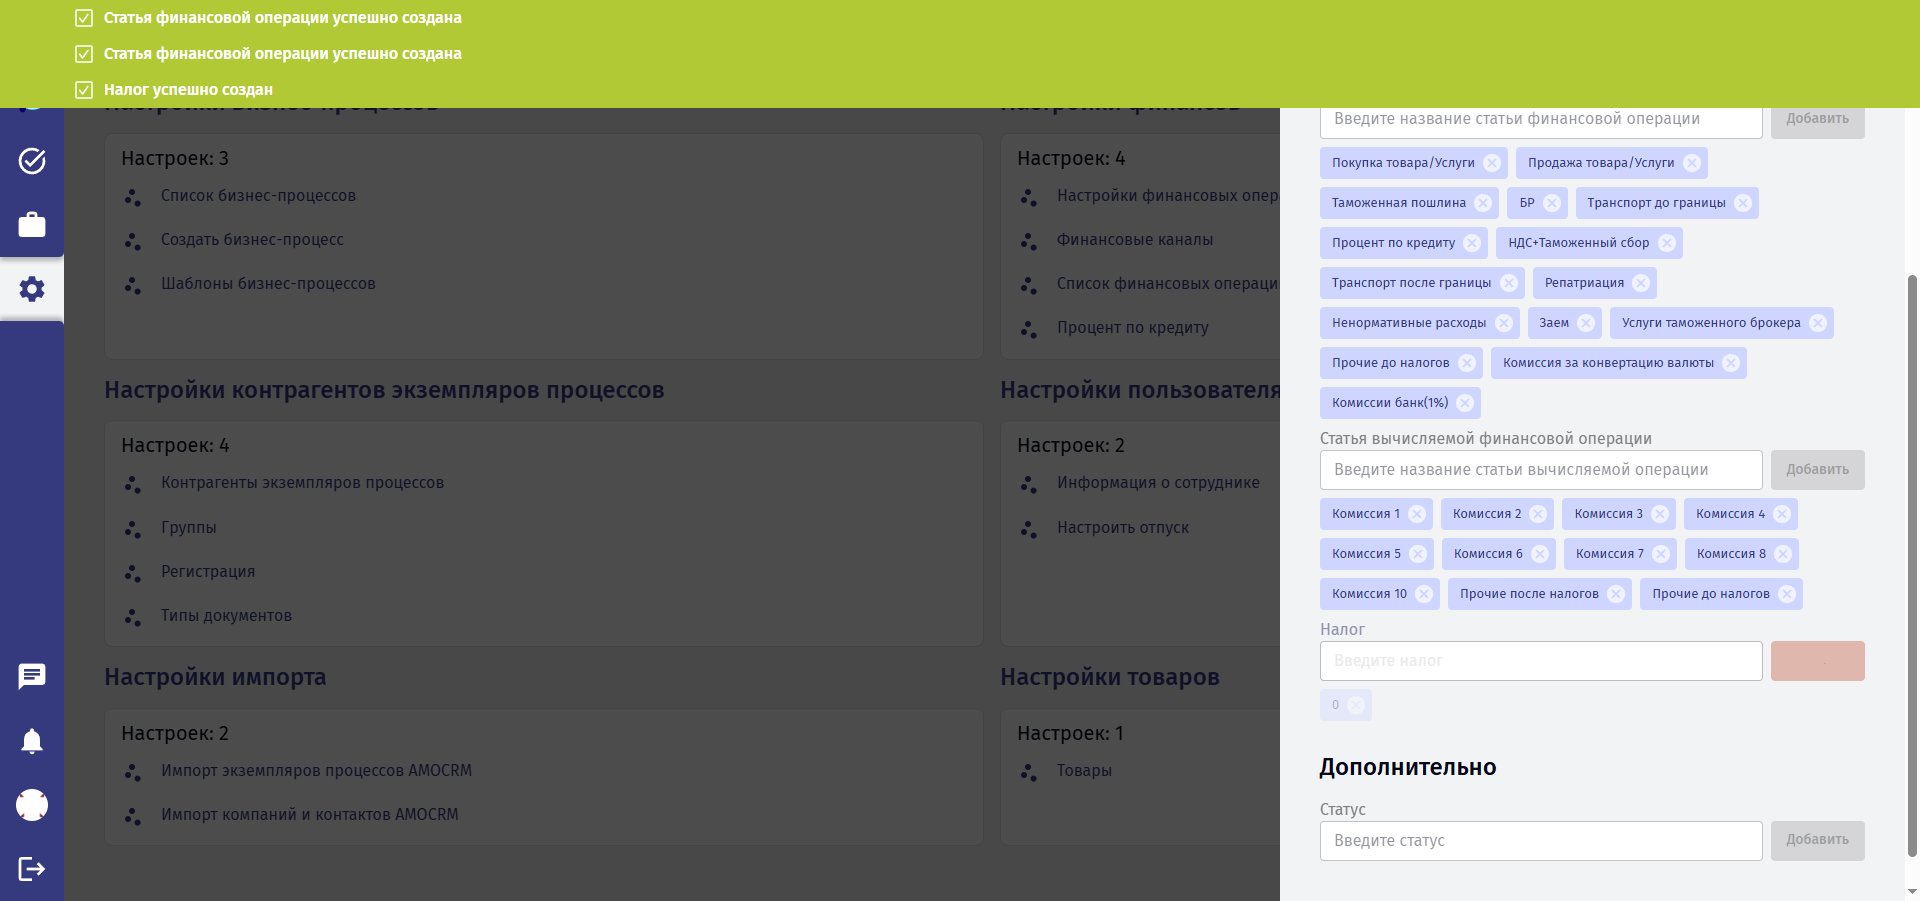 Статья финансовой операции успешно создана
Статья финансовой операции успешно создана
Налог успешно создан
Настройки бизнес-процессов
Настроек: 3
Список бизнес-процессов
Создать бизнес-процесс
Шаблоны бизнес-процессов
Настройки финансов
Настроек: 4
Настройки финансовых опер
Финансовые каналы
Список финансовых операци
Процент по кредиту
Настройки контрагентов экземпляров процессов
Настроек: 4
Контрагенты экземпляров процессов
Группы
Регистрация
Типы документов
Настройки пользователя
Настроек: 2
Информация о сотруднике
Настроить отпуск
Настройки импорта
Настроек: 2
Импорт экземпляров процессов AMOCRM
Импорт компаний и контактов AMOCRM
Настройки товаров
Настроек: 1
Товары
Введите название статьи финансовой операции Добавить
Покупка товара/Услуги Продажа товара/Услуги
Таможенная пошлина БР Транспорт до границы
Процент по кредиту НДС+Таможенный сбор
Транспорт после границы Репатриация
Ненормативные расходы Заем Услуги таможенного брокера
Прочие до налогов Комиссия за конвертацию валюты
Комиссии банк(1%)
Статья вычисляемой финансовой операции
Введите название статьи вычисляемой операции Добавить
Комиссия 1 Комиссия 2 Комиссия 3 Комиссия 4
Комиссия 5 Комиссия 6 Комиссия 7 Комиссия 8
Комиссия 10 Прочие после налогов Прочие до налогов
Налог
Введите налог
0
Дополнительно
Статус
Введите статус Добавить